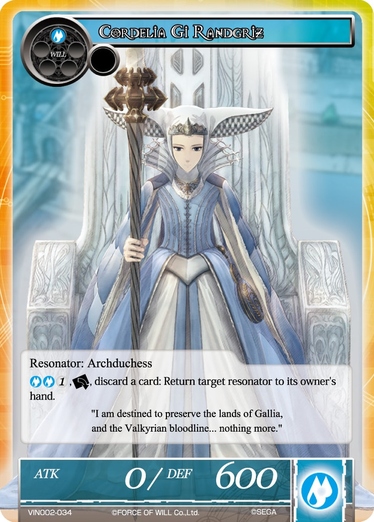 Cordelia Gi Randgriz
WILL
Resonator: Archduchess
1 , discard a card: Return target resonator to its owner's
hand.
"I am destined to preserve the lands of Gallia,
and the Valkyrian bloodline... nothing more."
ATK 0 / DEF 600
VIN002-034 ©FORCE OF WILL Co.,Ltd. ©SEGA